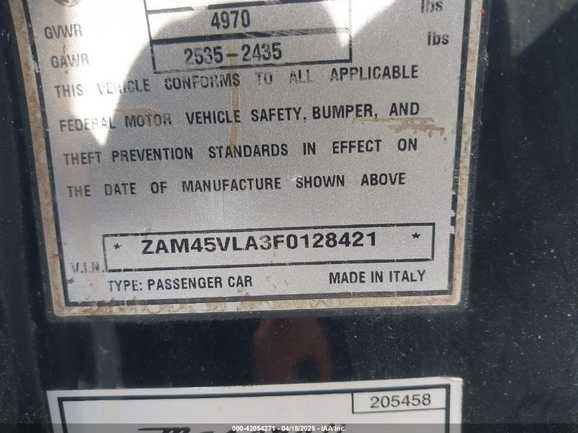 lbs
GVWR 4970
lbs
GAWR 2535-2435
THIS VEHICLE CONFORMS TO ALL APPLICABLE
FEDERAL MOTOR VEHICLE SAFETY, BUMPER, AND
THEFT PREVENTION STANDARDS IN EFFECT ON
THE DATE OF MANUFACTURE SHOWN ABOVE
* ZAM45VLA3F0128421 *
V.I.N.
TYPE: PASSENGER CAR MADE IN ITALY
205458
000-42054271 - 04/18/2025 - IAA Inc.